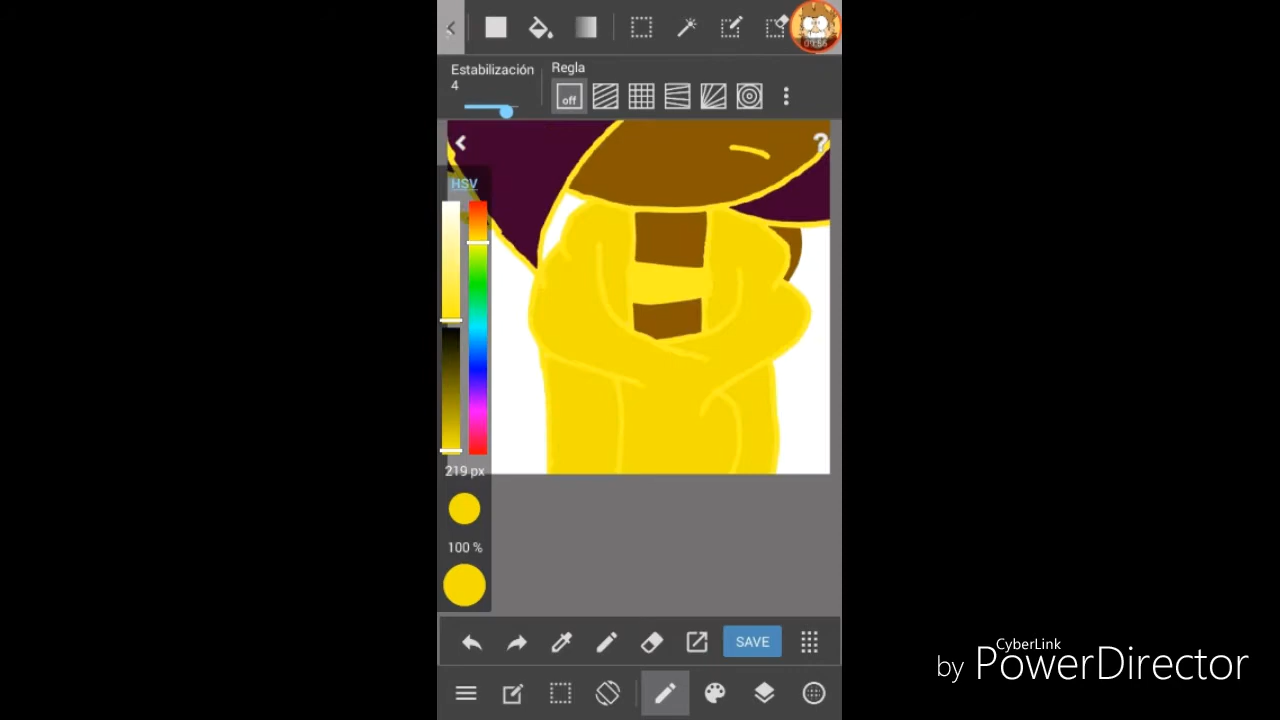 Estabilización
4
Regla
off
?
HSV
219 px
100 %
SAVE
CyberLink
by PowerDirector